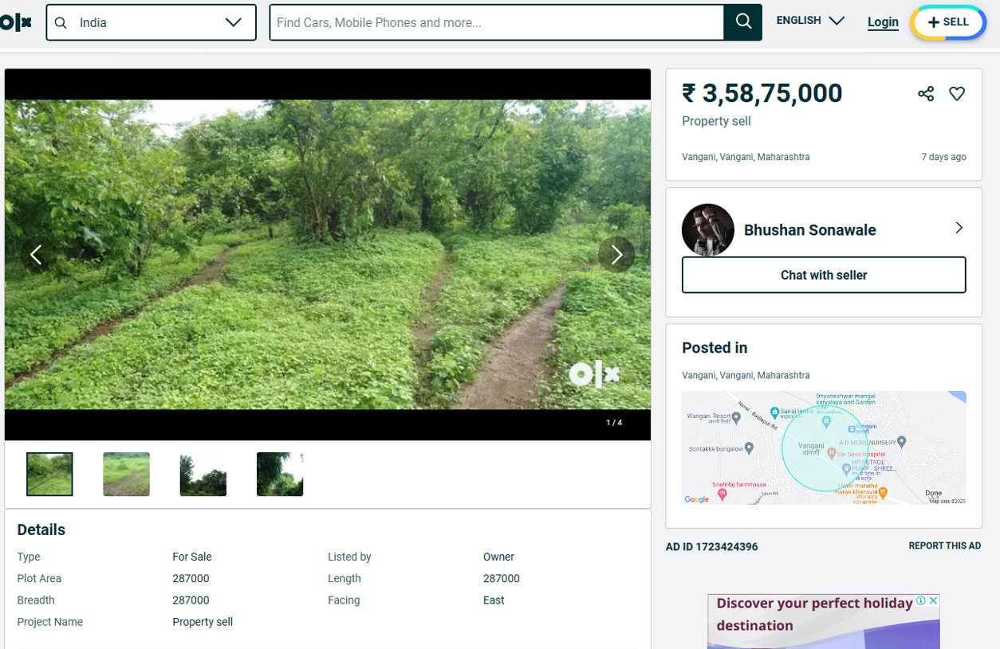 olx
India
Find Cars, Mobile Phones and more...
ENGLISH
Login
+ SELL
olx
1 / 4
₹ 3,58,75,000
Property sell
Vangani, Vangani, Maharashtra 7 days ago
Bhushan Sonawale
Chat with seller
Posted in
Vangani, Vangani, Maharashtra
Dnyaneshwar mangal
karyalaya and Garden
Wangani Resort
Neral - Badlapur Rd
Sairaj
Vangani
वांगणी
A.D.MORE NURSERY
Sontakke bungalow
Vangani
वांगणी
Sai Seva Hospital
HP PETROL
PUMP - SHREE...
ShehRaj farmhouse
Hotel maratha
matan khanaval
Google
Done
Map data ©2023
AD ID 1723424396 REPORT THIS AD
Details
Type For Sale Listed by Owner
Plot Area 287000 Length 287000
Breadth 287000 Facing East
Project Name Property sell
Discover your perfect holiday
destination